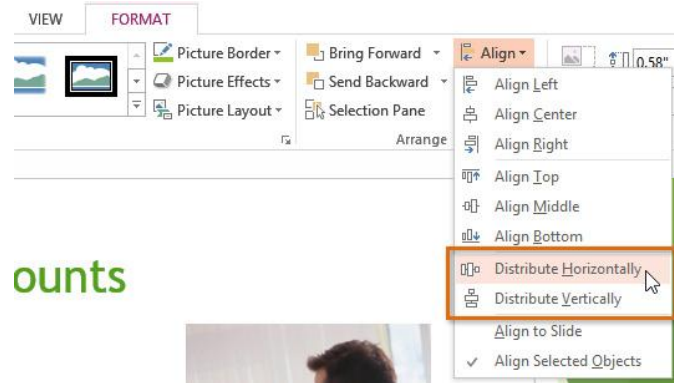 VIEW FORMAT
Picture Border Bring Forward Align
Picture Effects Send Backward
Picture Layout Selection Pane
Arrange
0.58"
Align Left
Align Center
Align Right
Align Top
Align Middle
Align Bottom
Distribute Horizontally
Distribute Vertically
Align to Slide
Align Selected Objects
ounts